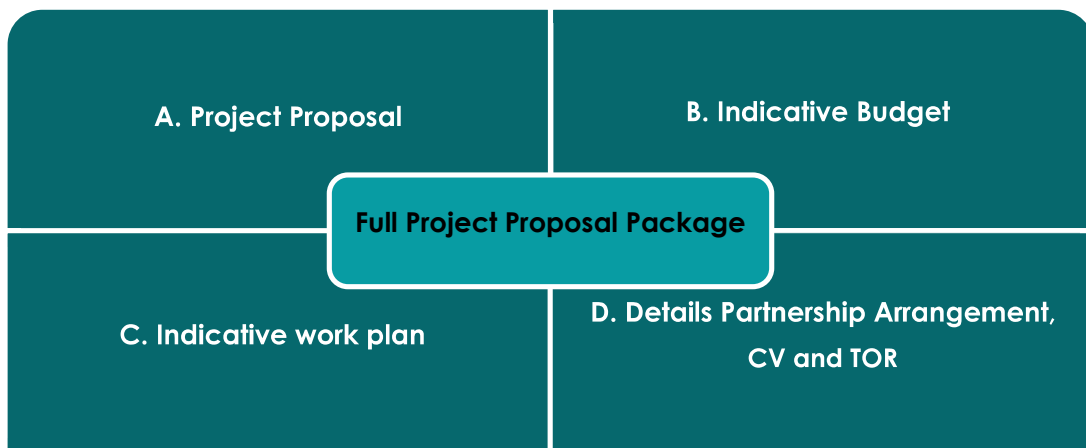 A. Project Proposal
B. Indicative Budget
Full Project Proposal Package
C. Indicative work plan
D. Details Partnership Arrangement,
CV and TOR